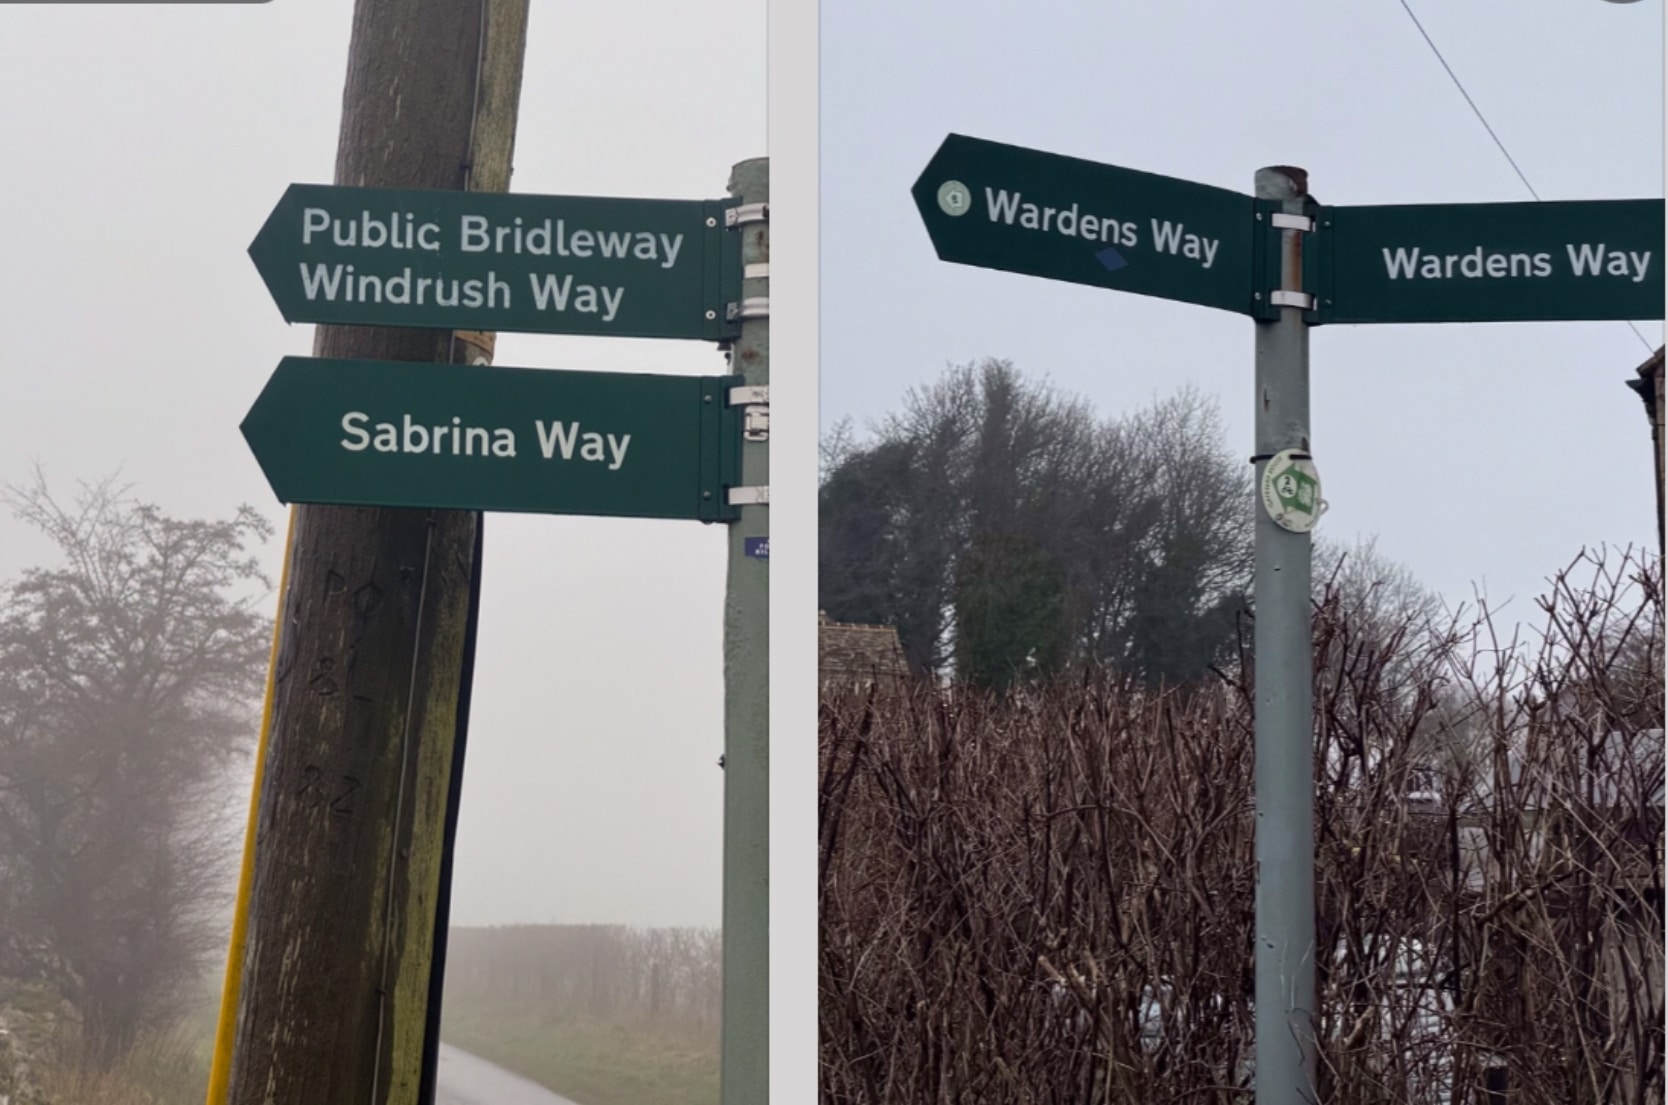 Public Bridleway
Windrush Way
Sabrina Way
Wardens Way
Wardens Way